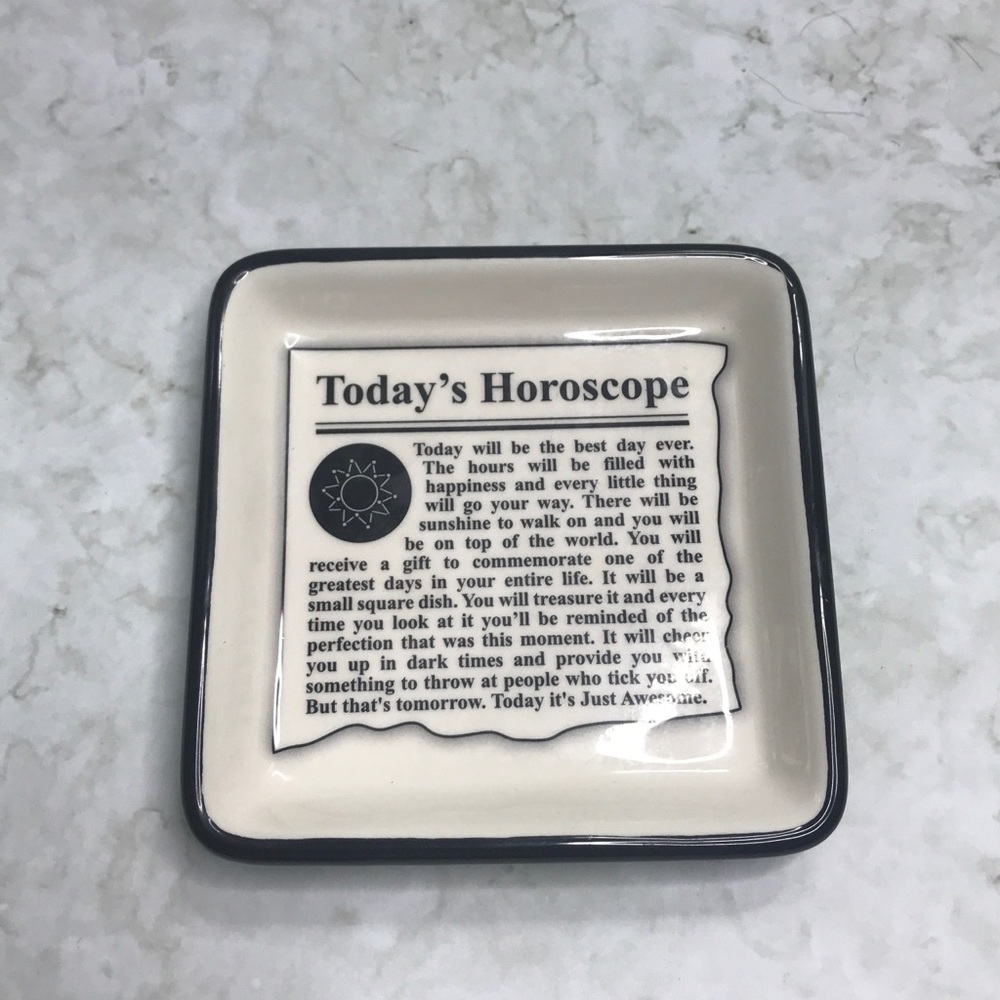 Today’s Horoscope
Today will be the best day ever.
The hours will be filled with
happiness and every little thing
will go your way. There will be
sunshine to walk on and you will
be on top of the world. You will
receive a gift to commemorate one of the
greatest days in your entire life. It will be a
small square dish. You will treasure it and every
time you look at it you’ll be reminded of the
perfection that was this moment. It will cheer
you up in dark times and provide you with
something to throw at people who tick you off.
But that's tomorrow. Today it's Just Awesome.